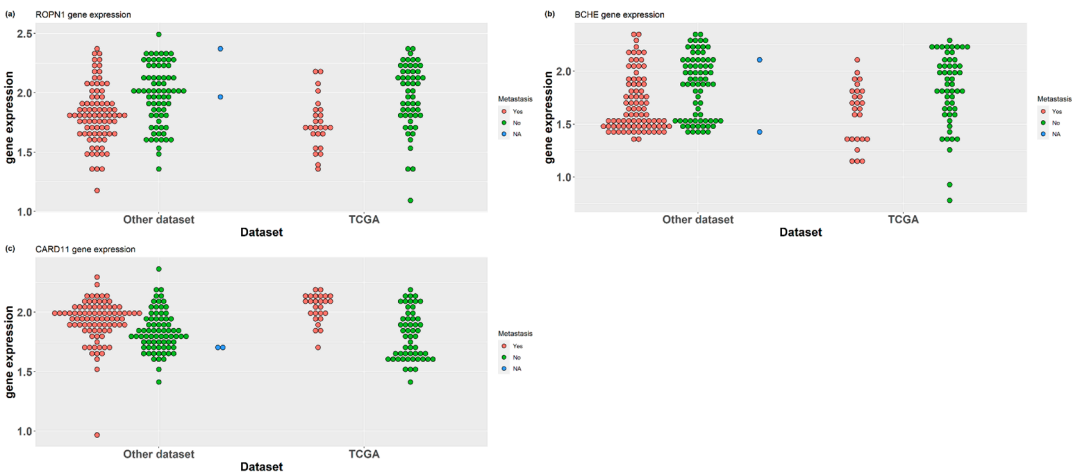 (a) ROPN1 gene expression
gene expression
2.5
2.0
1.5
1.0
Other dataset TCGA
Dataset
Metastasis
Yes
No
NA
(b) BCHE gene expression
gene expression
2.0
1.5
1.0
Other dataset TCGA
Dataset
Metastasis
Yes
No
NA
(c) CARD11 gene expression
gene expression
2.0
1.5
1.0
Other dataset TCGA
Dataset
Metastasis
Yes
No
NA